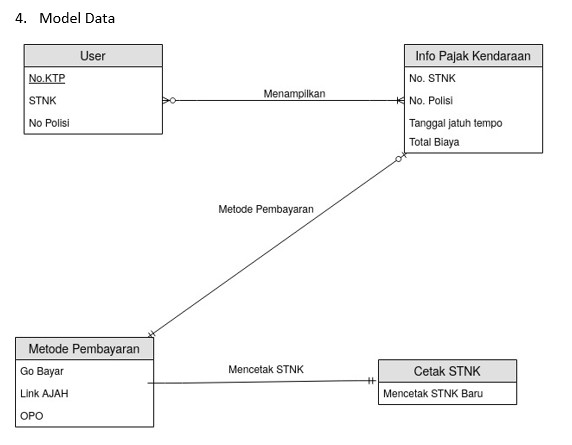 4. Model Data
User
No.KTP
STNK
No Polisi
Menampilkan
Info Pajak Kendaraan
No. STNK
No. Polisi
Tanggal jatuh tempo
Total Biaya
Metode Pembayaran
Metode Pembayaran
Go Bayar
Link AJAH
OPO
Mencetak STNK
Cetak STNK
Mencetak STNK Baru